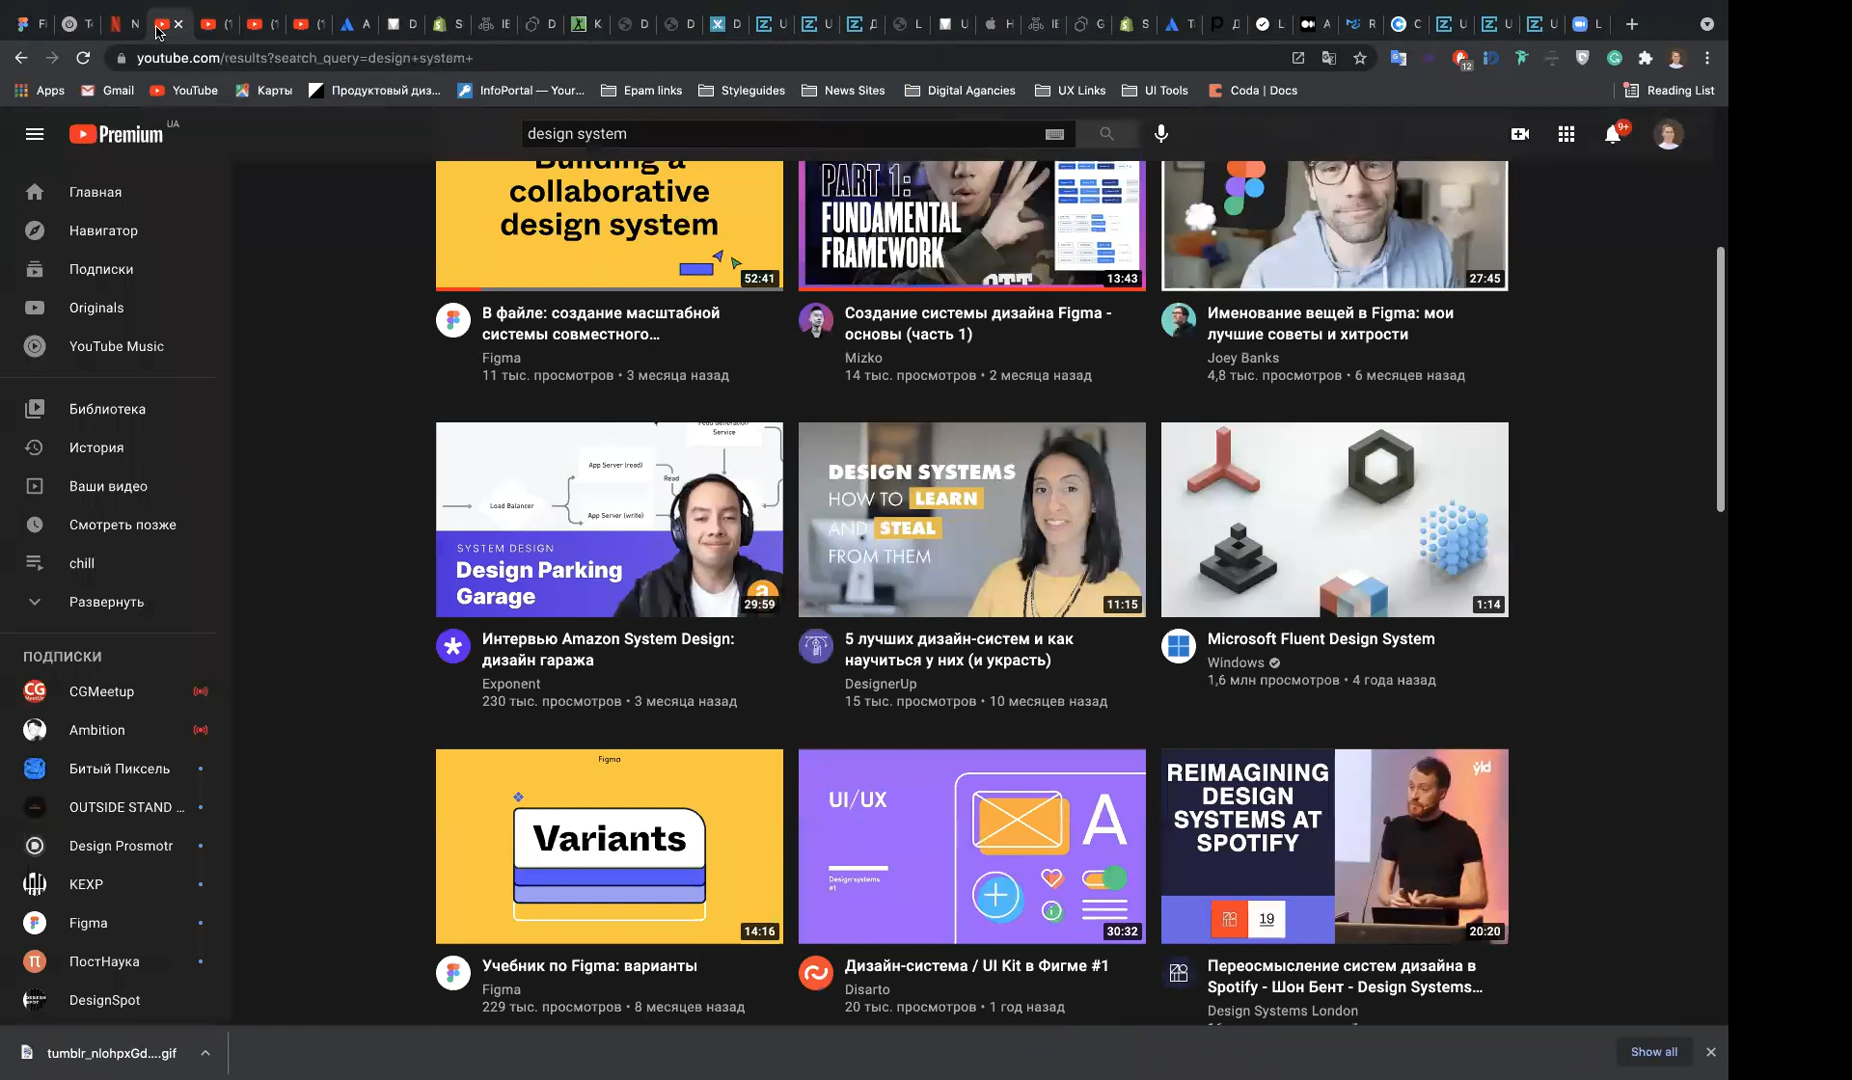 youtube.com/results?search_query=design+system+
12
Apps
Gmail
YouTube
Карты
Продуктовый диз...
InfoPortal — Your...
Epam links
Styleguides
News Sites
Digital Agencies
UX Links
UI Tools
Coda | Docs
Reading List
Premium UA
design system
9+
Главная
Навигатор
Подписки
Originals
YouTube Music
Библиотека
История
Ваши видео
Смотреть позже
chill
Развернуть
ПОДПИСКИ
CGMeetup
Ambition
Битый Пиксель
OUTSIDE STAND ...
Design Prosmotr
KEXP
Figma
ПостНаука
DesignSpot
Building a
collaborative
design system
52:41
В файле: создание масштабной
системы совместного...
Figma
11 тыс. просмотров • 3 месяца назад
PART 1:
FUNDAMENTAL
FRAMEWORK
13:43
Создание системы дизайна Figma -
основы (часть 1)
Mizko
14 тыс. просмотров • 2 месяца назад
27:45
Именование вещей в Figma: мои
лучшие советы и хитрости
Joey Banks
4,8 тыс. просмотров • 6 месяцев назад
Service
App Server (read)
Read
Load Balancer
App Server (write)
SYSTEM DESIGN
Design Parking
Garage
29:59
Интервью Amazon System Design:
дизайн гаража
Exponent
230 тыс. просмотров • 3 месяца назад
DESIGN SYSTEMS
HOW TO LEARN
AND STEAL
FROM THEM
11:15
5 лучших дизайн-систем и как
научиться у них (и украсть)
DesignerUp
15 тыс. просмотров • 10 месяцев назад
1:14
Microsoft Fluent Design System
Windows
1,6 млн просмотров • 4 года назад
Figma
Variants
14:16
Учебник по Figma: варианты
Figma
229 тыс. просмотров • 8 месяцев назад
UI/UX
Design systems
#1
A
30:32
Дизайн-система / UI Kit в Фигме #1
Disarto
20 тыс. просмотров • 1 год назад
REIMAGINING
DESIGN
SYSTEMS AT
SPOTIFY
yld
19
20:20
Переосмысление систем дизайна в
Spotify - Шон Бент - Design Systems...
Design Systems London
tumblr_nlohpxGd....gif
Show all